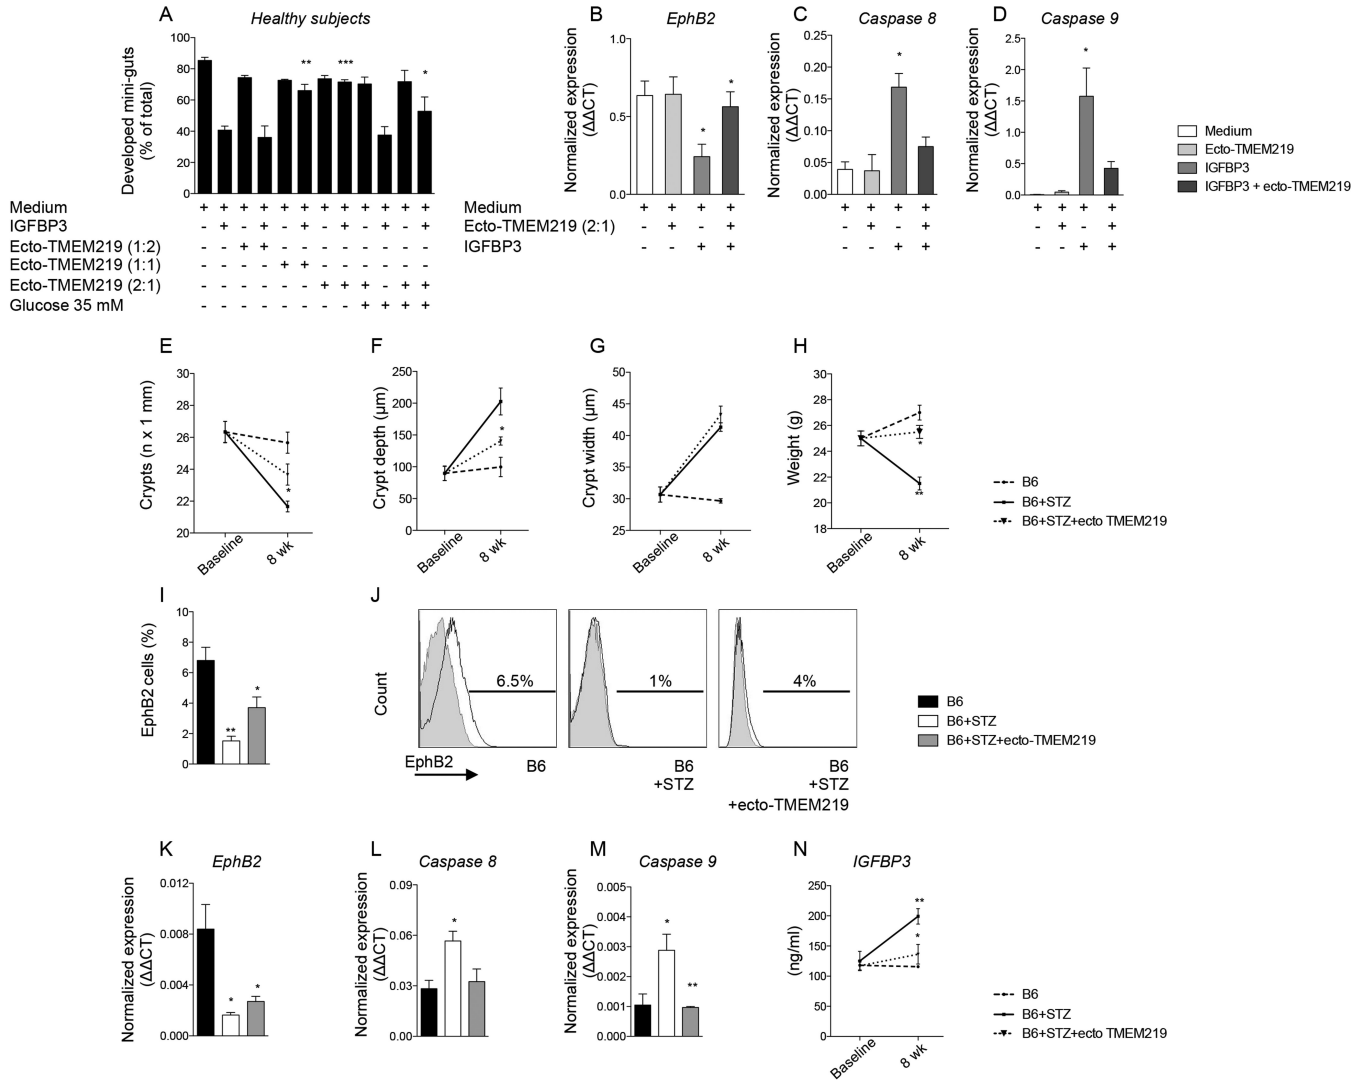 A
Healthy subjects
Developed mini-guts
(% of total)
100
80
60
40
20
0
**
***
*
Medium + + + + + + + + + + + +
IGFBP3 - + - + - + - + - + - +
Ecto-TMEM219 (1:2) - - + + - - - - - - - -
Ecto-TMEM219 (1:1) - - - - + + - - - - - -
Ecto-TMEM219 (2:1) - - - - - - + + + - + +
Glucose 35 mM - - - - - - - - + + + +
B
EphB2
Normalized expression
(ΔΔCT)
1.0
0.5
0.0
*
*
Medium + + + +
Ecto-TMEM219 (2:1) - + - +
IGFBP3 - - + +
C
Caspase 8
Normalized expression
(ΔΔCT)
0.25
0.20
0.15
0.10
0.05
0.00
*
+ + + +
- + - +
- - + +
D
Caspase 9
Normalized expression
(ΔΔCT)
2.5
2.0
1.5
1.0
0.5
0.0
*
+ + + +
- + - +
- - + +
Medium
Ecto-TMEM219
IGFBP3
IGFBP3 + ecto-TMEM219
E
Crypts (n x 1 mm)
30
28
26
24
22
20
*
Baseline
8 wk
F
Crypt depth (μm)
250
200
150
100
50
0
*
Baseline
8 wk
G
Crypt width (μm)
50
45
40
35
30
25
Baseline
8 wk
H
Weight (g)
30
28
26
24
22
20
18
*
**
Baseline
8 wk
B6
B6+STZ
B6+STZ+ecto TMEM219
I
EphB2 cells (%)
10
8
6
4
2
0
**
*
J
Count
6.5%
1%
4%
EphB2
B6
B6
+STZ
B6
+STZ
+ecto-TMEM219
B6
B6+STZ
B6+STZ+ecto-TMEM219
K
EphB2
Normalized expression
(ΔΔCT)
0.012
0.008
0.004
0.000
*
*
L
Caspase 8
Normalized expression
(ΔΔCT)
0.09
0.06
0.03
0.00
*
M
Caspase 9
Normalized expression
(ΔΔCT)
0.005
0.004
0.003
0.002
0.001
0.000
*
**
N
IGFBP3
(ng/ml)
250
200
150
100
50
0
**
*
Baseline
8 wk
B6
B6+STZ
B6+STZ+ecto TMEM219